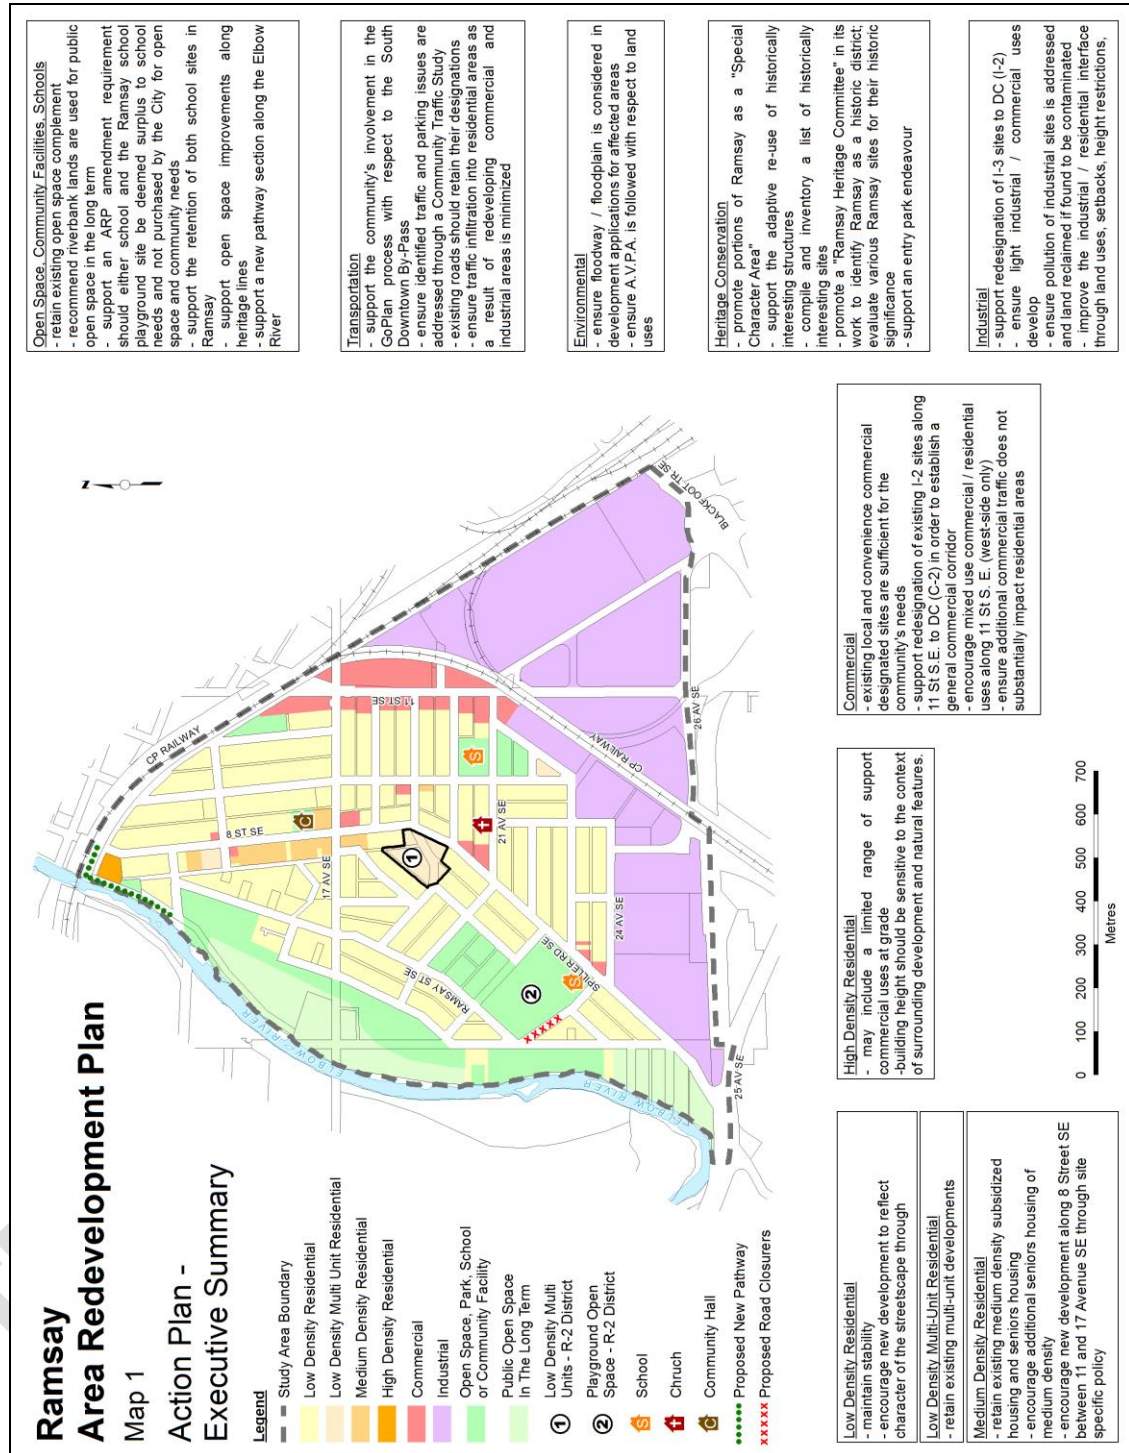 Ramsay
Area Redevelopment Plan
Map 1
Action Plan -
Executive Summary
Legend
Study Area Boundary
Low Density Residential
Low Density Multi Unit Residential
Medium Density Residential
High Density Residential
Commercial
Industrial
Open Space, Park, School
or Community Facility
Public Open Space
In The Long Term
1
Low Density Multi
Units - R-2 District
2
Playground Open
Space - R-2 District
S
School
Chruch
C
Community Hall
Proposed New Pathway
xxxxx Proposed Road Closurers
N
CP RAILWAY
8 ST SE
C
17 AV SE
11 ST SE
ELBOW RIVER
RAMSAY ST SE
1
S
21 AV SE
2
SPILLER RD SE
S
xxxxx
24 AV SE
CP RAILWAY
ELBOW RIVER
25 AV SE
26 AV SE
BLACKFOOT TR SE
0 100 200 300 400 500 600 700
Metres
Low Density Residential
- maintain stability
- encourage new development to reflect
character of the streetscape through
Low Density Multi-Unit Residential
- retain existing multi-unit developments
Medium Density Residential
- retain existing medium density subsidized
housing and seniors housing
- encourage additional seniors housing of
medium density
- encourage new development along 8 Street SE
between 11 and 17 Avenue SE through site
specific policy
High Density Residential
- may include a limited range of support
commercial uses at grade
-building height should be sensitive to the context
of surrounding development and natural features.
Commercial
- existing local and convenience commercial
designated sites are sufficient for the
community's needs
- support redesignation of existing I-2 sites along
11 St S.E. to DC (C-2) in order to establish a
general commercial corridor
- encourage mixed use commercial / residential
uses along 11 St S. E. (west-side only)
- ensure additional commercial traffic does not
substantially impact residential areas
Open Space, Community Facilities, Schools
- retain existing open space complement
- recommend riverbank lands are used for public
open space in the long term
- support an ARP amendment requirement
should either school and the Ramsay school
playground site be deemed surplus to school
needs and not purchased by the City for open
space and community needs
- support the retention of both school sites in
Ramsay
- support open space improvements along
heritage lines
- support a new pathway section along the Elbow
River
Transportation
- support the community's involvement in the
GoPlan process with respect to the South
Downtown By-Pass
- ensure identified traffic and parking issues are
addressed through a Community Traffic Study
- existing roads should retain their designations
- ensure traffic infiltration into residential areas as
a result of redeveloping commercial and
industrial areas is minimized
Environmental
- ensure floodway / floodplain is considered in
development applications for affected areas
- ensure A.V.P.A. is followed with respect to land
uses
Heritage Conservation
- promote portions of Ramsay as a "Special
Character Area"
- support the adaptive re-use of historically
interesting structures
- compile and inventory a list of historically
interesting sites
- promote a "Ramsay Heritage Committee" in its
work to identify Ramsay as a historic district;
evaluate various Ramsay sites for their historic
significance
- support an entry park endeavour
Industrial
- support redesignation of I-3 sites to DC (I-2)
- ensure light industrial / commercial uses
develop
- ensure pollution of industrial sites is addressed
and land reclaimed if found to be contaminated
- improve the industrial / residential interface
through land uses, setbacks, height restrictions,